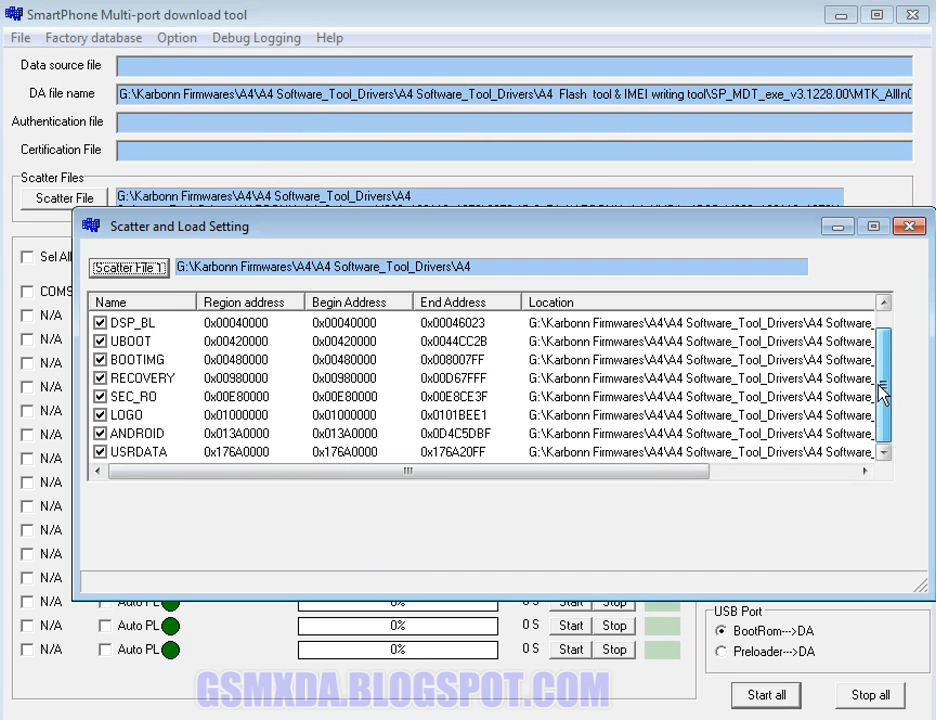 SmartPhone Multi-port download tool
File Factory database Option Debug Logging Help
Data source file
DA file name G:\Karbonn Firmwares\A4\A4 Software_Tool_Drivers\A4 Software_Tool_Drivers\A4 Flash tool & IMEI writing tool\SP_MDT_exe_v3.1228.00\MTK_AllInD
Authentication file
Certification File
Scatter Files
Scatter File G:\Karbonn Firmwares\A4\A4 Software_Tool_Drivers\A4
Scatter and Load Setting
Scatter File 1 G:\Karbonn Firmwares\A4\A4 Software_Tool_Drivers\A4
Name Region address Begin Address End Address Location
DSP_BL 0x00040000 0x00040000 0x00046023 G:\Karbonn Firmwares\A4\A4 Software_Tool_Drivers\A4 Software_
UBOOT 0x00420000 0x00420000 0x0044CC2B G:\Karbonn Firmwares\A4\A4 Software_Tool_Drivers\A4 Software_
BOOTIMG 0x00480000 0x00480000 0x008007FF G:\Karbonn Firmwares\A4\A4 Software_Tool_Drivers\A4 Software_
RECOVERY 0x00980000 0x00980000 0x00D67FFF G:\Karbonn Firmwares\A4\A4 Software_Tool_Drivers\A4 Software_
SEC_RO 0x00E80000 0x00E80000 0x00E8CE3F G:\Karbonn Firmwares\A4\A4 Software_Tool_Drivers\A4 Software_
LOGO 0x01000000 0x01000000 0x0101BEE1 G:\Karbonn Firmwares\A4\A4 Software_Tool_Drivers\A4 Software_
ANDROID 0x013A0000 0x013A0000 0x0D4C5DBF G:\Karbonn Firmwares\A4\A4 Software_Tool_Drivers\A4 Software_
USRDATA 0x176A0000 0x176A0000 0x176A20FF G:\Karbonn Firmwares\A4\A4 Software_Tool_Drivers\A4 Software_
Sel All
COMS
N/A
N/A
N/A
N/A
N/A
N/A
N/A
N/A
N/A
N/A
N/A
N/A
N/A Auto PL 0% 0 S Start Stop
N/A Auto PL 0% 0 S Start Stop
N/A Auto PL 0% 0 S Start Stop
USB Port
BootRom--->DA
Preloader--->DA
Start all Stop all
GSMXDA.BLOGSPOT.COM